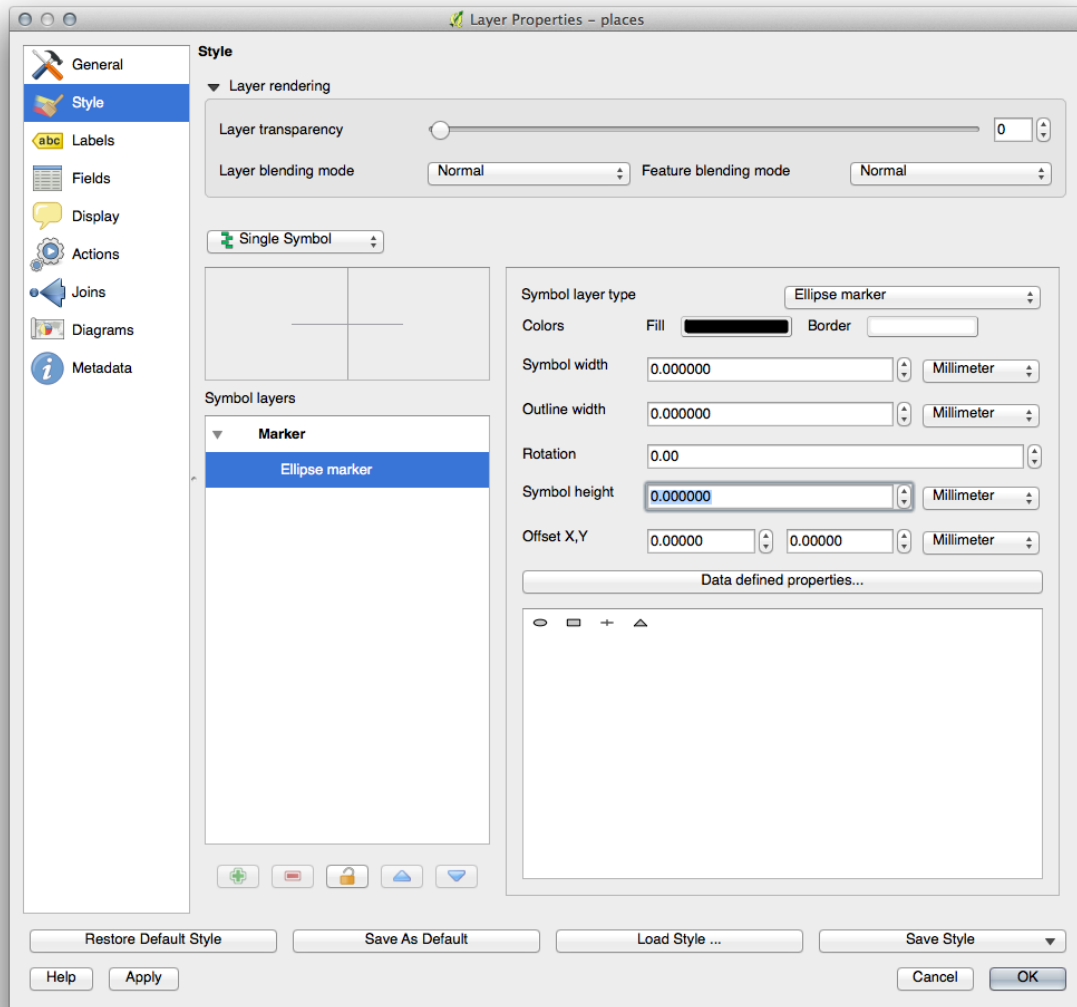 Layer Properties - places
General
Style
Labels
Fields
Display
Actions
Joins
Diagrams
Metadata
Style
Layer rendering
Layer transparency 0
Layer blending mode Normal Feature blending mode Normal
Single Symbol
Symbol layers
Marker
Ellipse marker
Symbol layer type Ellipse marker
Colors Fill Border
Symbol width 0.000000 Millimeter
Outline width 0.000000 Millimeter
Rotation 0.00
Symbol height 0.000000 Millimeter
Offset X,Y 0.00000 0.00000 Millimeter
Data defined properties...
Restore Default Style Save As Default Load Style ... Save Style
Help Apply Cancel OK
abc